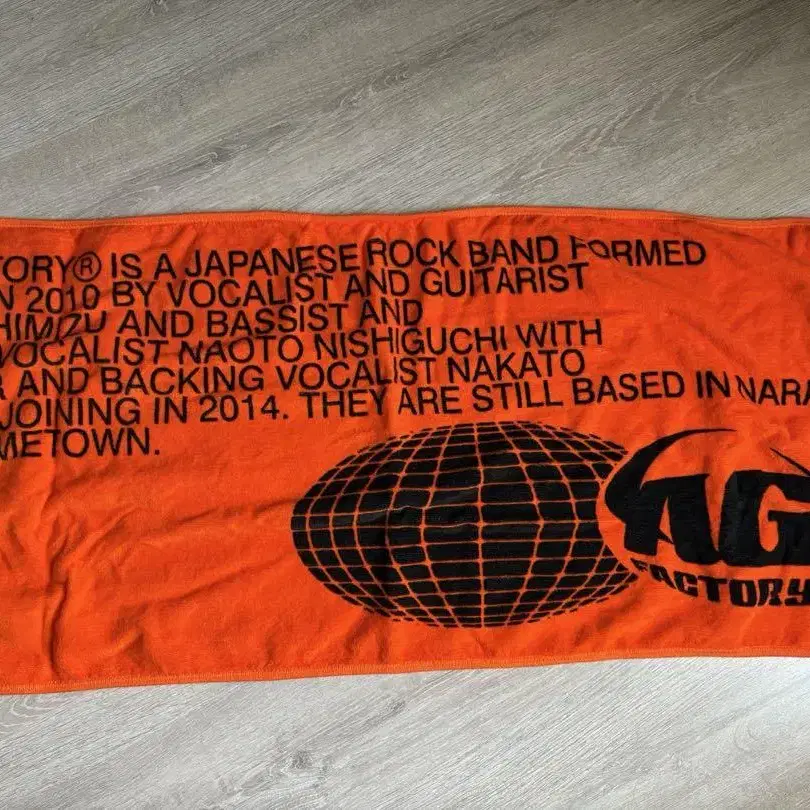 TORY® IS A JAPANESE ROCK BAND FORMED
N 2010 BY VOCALIST AND GUITARIST
HIMIZU AND BASSIST AND
VOCALIST NAOTO NISHIGUCHI WITH
R AND BACKING VOCALIST NAKATO
JOINING IN 2014. THEY ARE STILL BASED IN NARA
METOWN.
AG
FACTORY